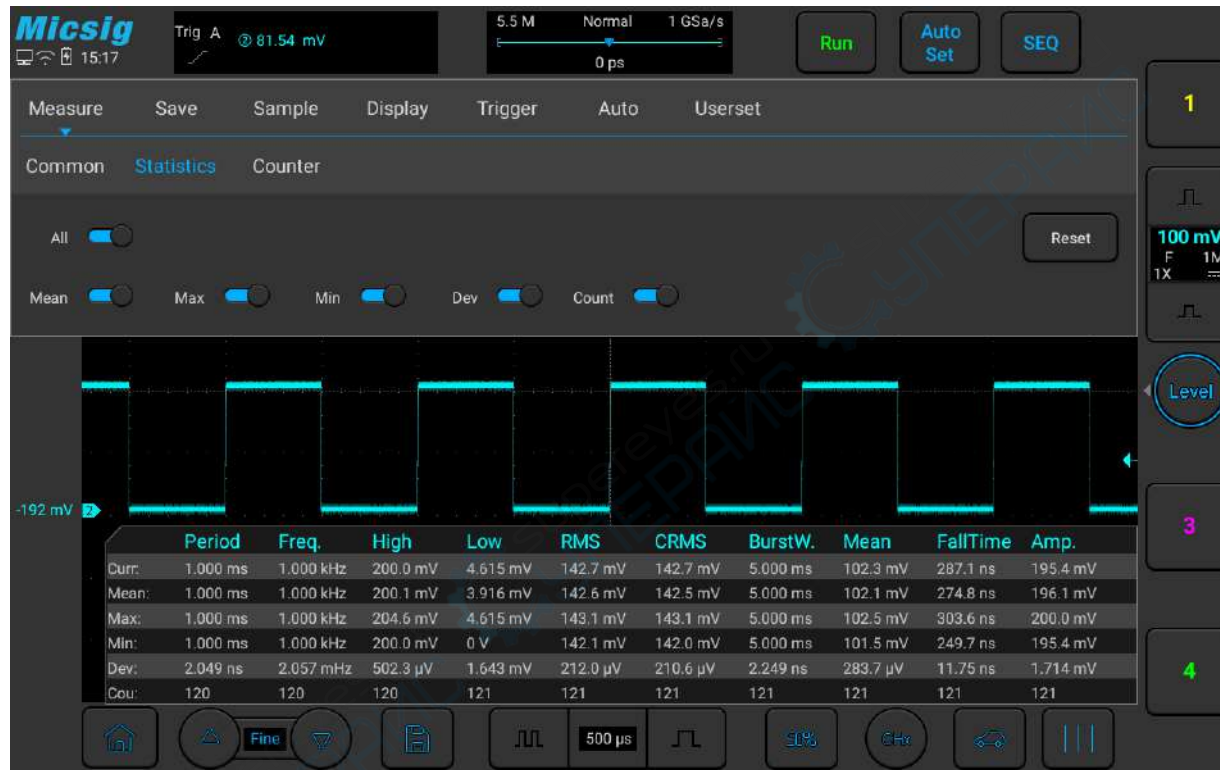 Micsig
15:17
Trig A ② 81.54 mV
5.5 M Normal 1 GSa/s
0 ps
Run
Auto Set
SEQ
Measure Save Sample Display Trigger Auto Userset
Common Statistics Counter
All
Reset
Mean Max Min Dev Count
1
100 mV
F 1M
1X
Level
3
4
-192 mV 2
Period Freq. High Low RMS CRMS BurstW. Mean FallTime Amp.
Curr: 1.000 ms 1.000 kHz 200.0 mV 4.615 mV 142.7 mV 142.7 mV 5.000 ms 102.3 mV 287.1 ns 195.4 mV
Mean: 1.000 ms 1.000 kHz 200.1 mV 3.916 mV 142.6 mV 142.5 mV 5.000 ms 102.1 mV 274.8 ns 196.1 mV
Max: 1.000 ms 1.000 kHz 204.6 mV 4.615 mV 143.1 mV 143.1 mV 5.000 ms 102.5 mV 303.6 ns 200.0 mV
Min: 1.000 ms 1.000 kHz 200.0 mV 0 V 142.1 mV 142.0 mV 5.000 ms 101.5 mV 249.7 ns 195.4 mV
Dev: 2.049 ns 2.057 mHz 502.3 µV 1.643 mV 212.0 µV 210.6 µV 2.249 ns 283.7 µV 11.75 ns 1.714 mV
Cou: 120 120 120 121 121 121 121 121 121 121
Fine
500 µs
50%
CHx
supereyes.ru
СУПЕРАЙС